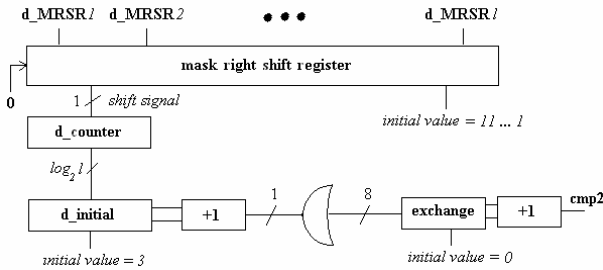 d_MRSR1 d_MRSR2 ••• d_MRSRl
mask right shift register
0
1 shift signal
initial value = 11 ... 1
d_counter
log2 l
1 8
cmp2
d_initial +1 exchange +1
initial value = 3 initial value = 0